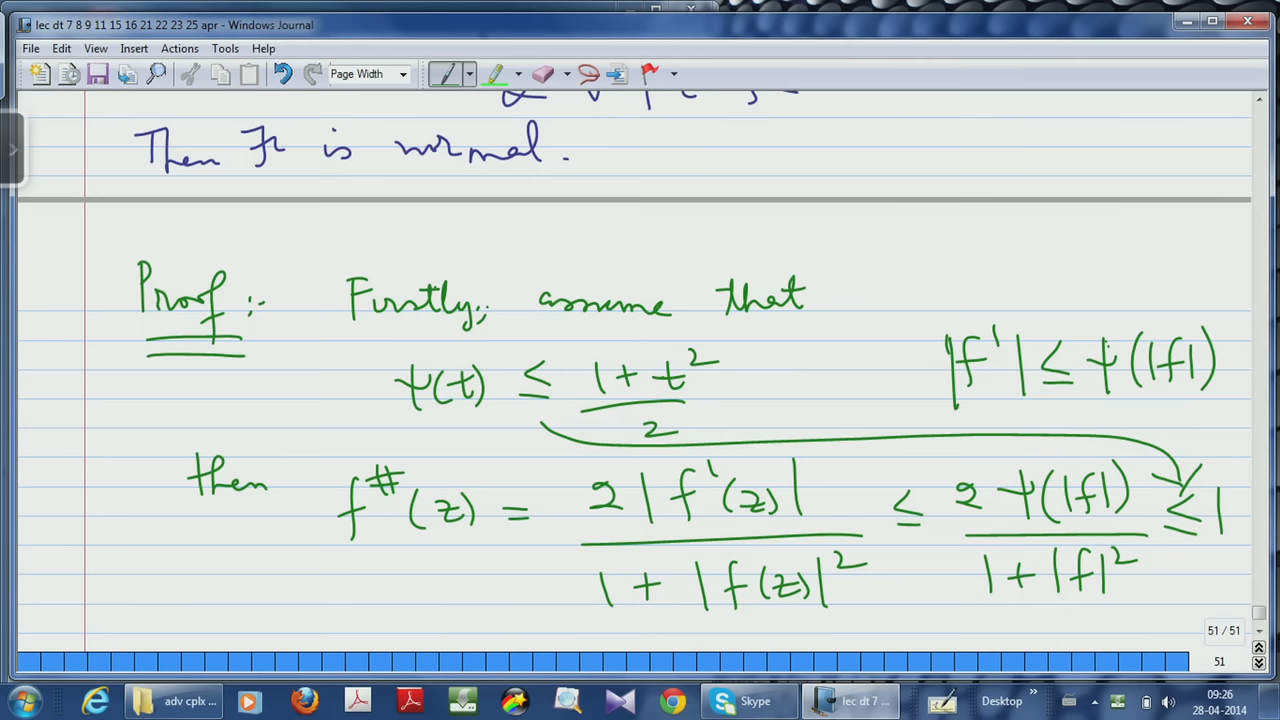 lec dt 7 8 9 11 15 16 21 22 23 25 apr - Windows Journal
File Edit View Insert Actions Tools Help
Page Width
Then ℱ is normal.
Proof :- Firstly, assume that
ψ(t) ≤ (1 + t²)/2
|f'| ≤ ψ(|f|)
then f^#(z) = 2|f'(z)| / (1 + |f(z)|²) ≤ 2ψ(|f|) / (1 + |f|²) ≤ 1
51 / 51
51
adv cplx ...
Skype
lec dt 7 ...
Desktop
09:26
28-04-2014